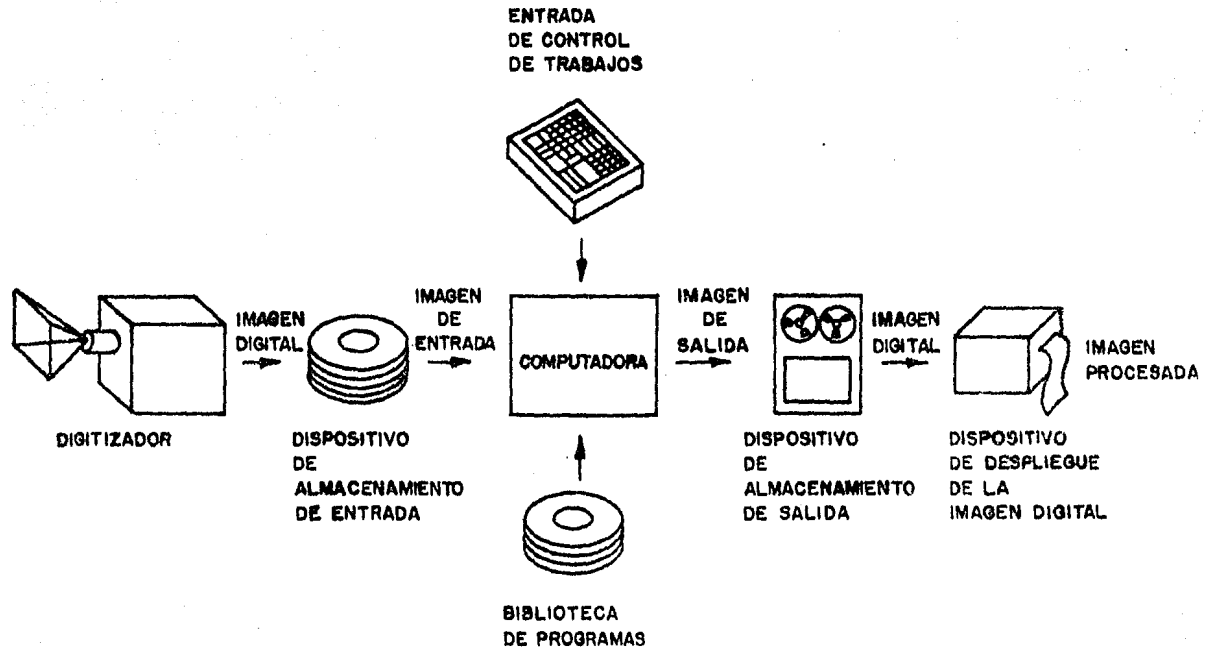 ENTRADA
DE CONTROL
DE TRABAJOS
IMAGEN
DIGITAL
IMAGEN
DE
ENTRADA
COMPUTADORA
IMAGEN
DE
SALIDA
IMAGEN
DIGITAL
IMAGEN
PROCESADA
DIGITIZADOR
DISPOSITIVO
DE
ALMACENAMIENTO
DE ENTRADA
DISPOSITIVO
DE
ALMACENAMIENTO
DE SALIDA
DISPOSITIVO
DE DESPLIEGUE
DE LA
IMAGEN DIGITAL
BIBLIOTECA
DE PROGRAMAS